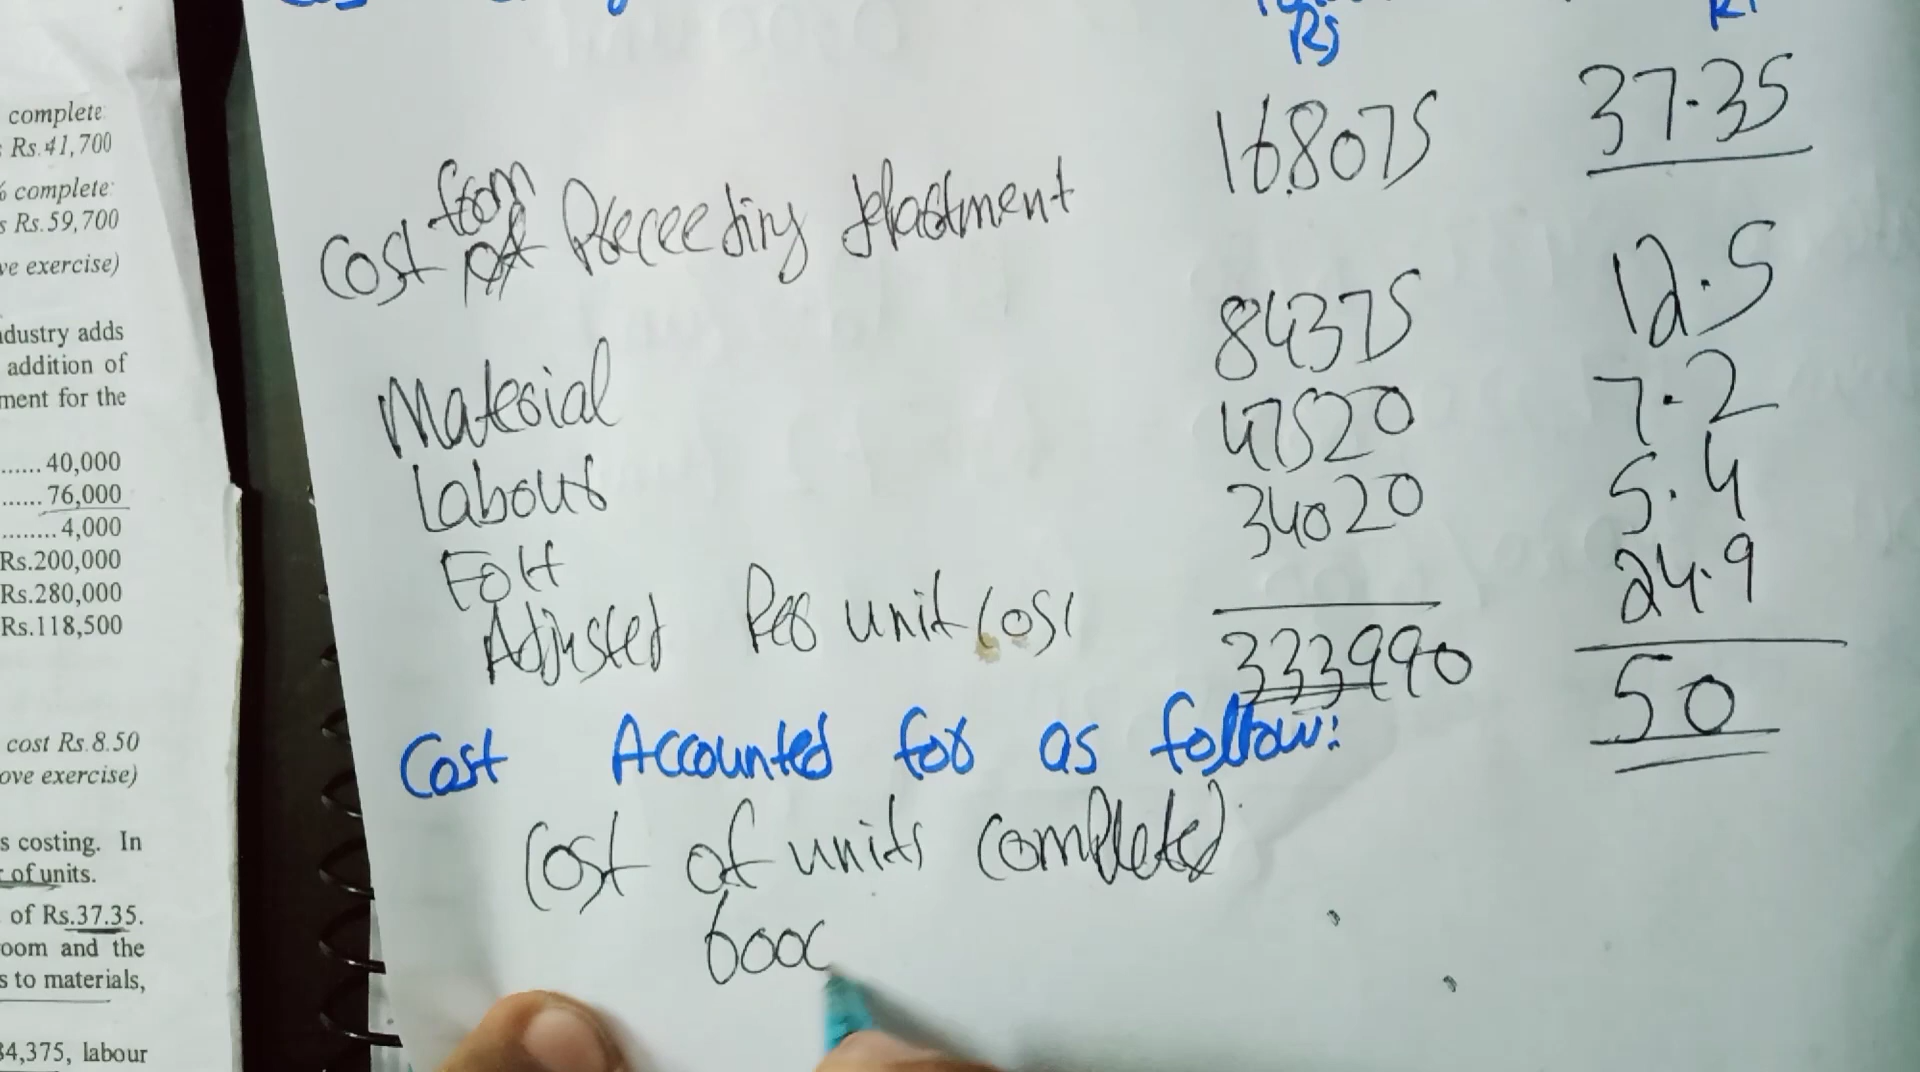 Rs
complete
Rs.41,700
% complete
Rs.59,700
ve exercise)
ndustry adds
addition of
ment for the
...... 40,000
...... 76,000
........ 4,000
Rs.200,000
Rs.280,000
Rs.118,500
cost Rs.8.50
ove exercise)
s costing. In
of units.
of Rs.37.35.
oom and the
s to materials,
34,375, labour
Cost from Preceeding department 168075 37.35
Material 84375 12.5
Labour 47520 7.2
FoH 34020 5.4
Adjusted Per unit Cost 24.9
333990 50
Cost Accounted for as follow:
Cost of units completed
6000